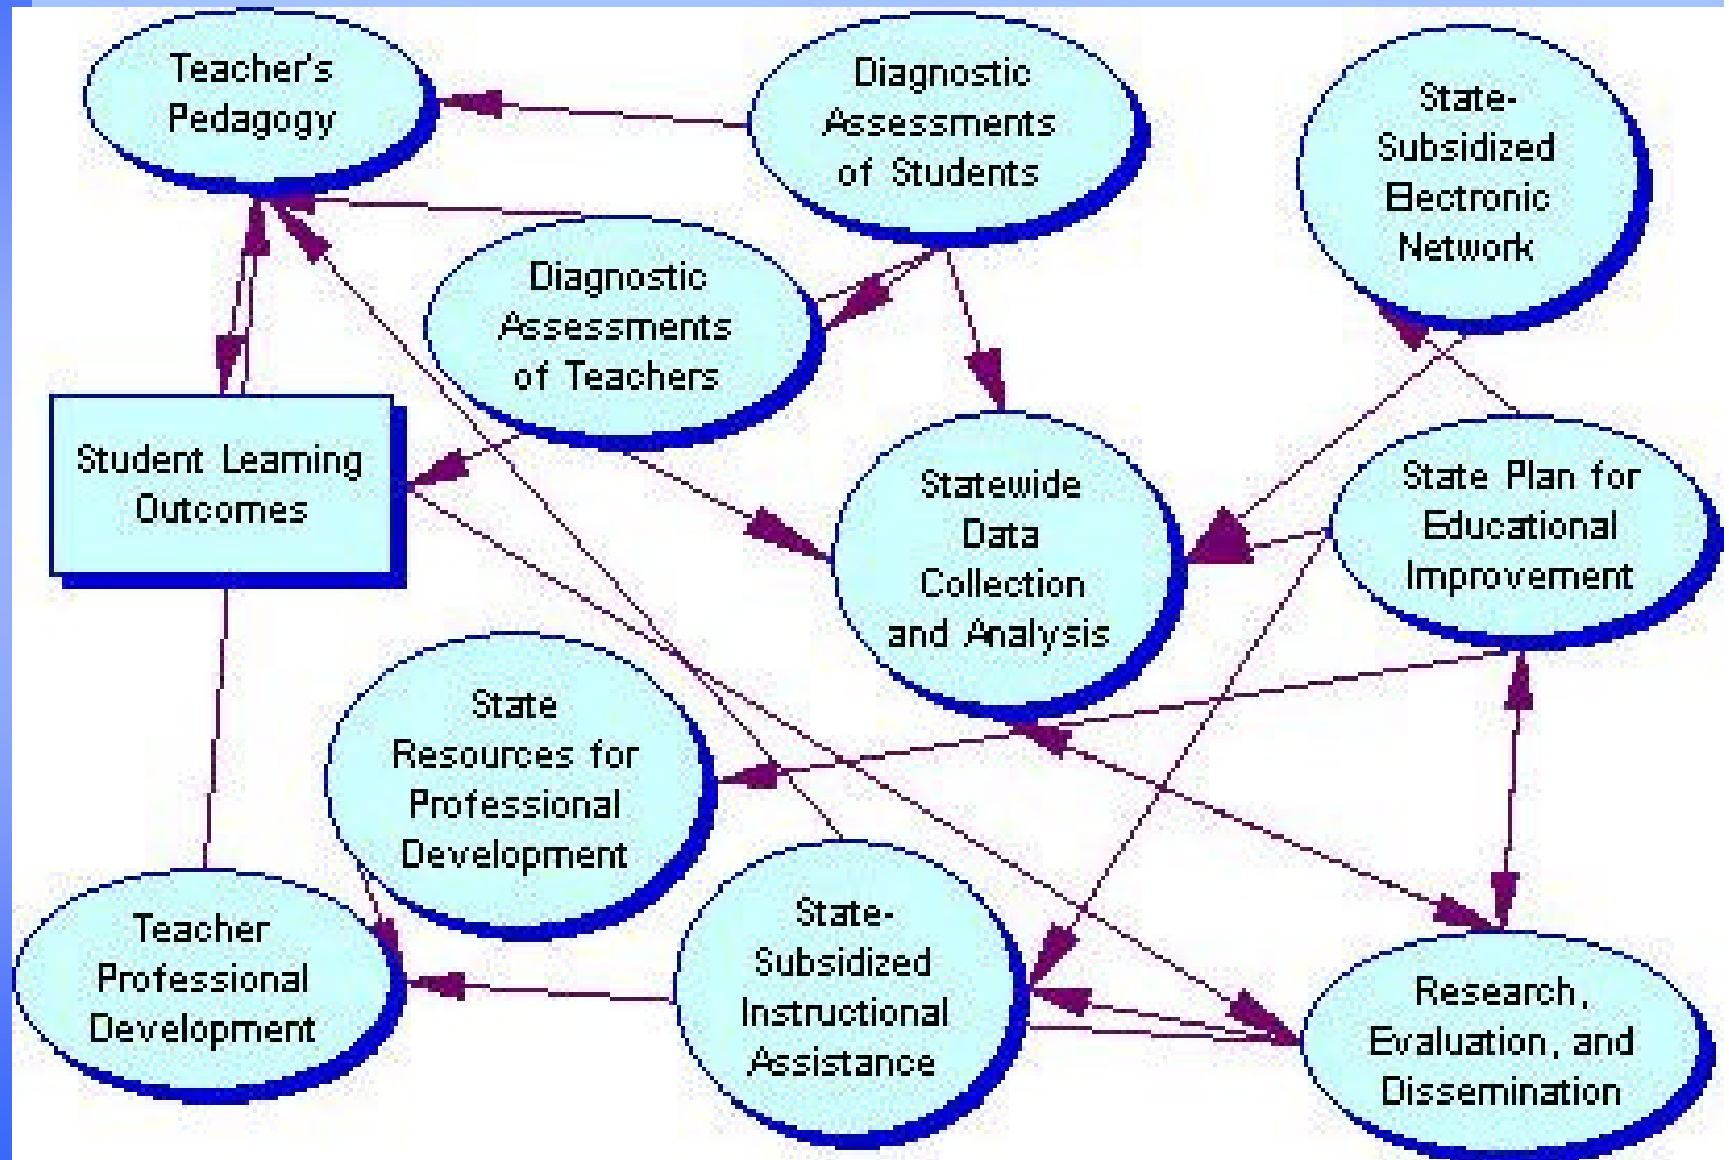 Teacher's
Pedagogy
Diagnostic
Assessments
of Students
State-
Subsidized
Electronic
Network
Diagnostic
Assessments
of Teachers
Student Learning
Outcomes
Statewide
Data
Collection
and Analysis
State Plan for
Educational
Improvement
State
Resources for
Professional
Development
Teacher
Professional
Development
State-
Subsidized
Instructional
Assistance
Research,
Evaluation, and
Dissemination